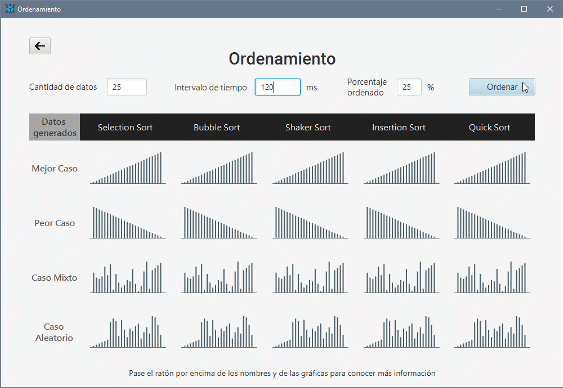 Ordenamiento
Ordenamiento
Cantidad de datos 25 Intervalo de tiempo 120 ms Porcentaje ordenado 25 % Ordenar
Datos generados Selection Sort Bubble Sort Shaker Sort Insertion Sort Quick Sort
Mejor Caso
Peor Caso
Caso Mixto
Caso Aleatorio
Pase el ratón por encima de los nombres y de las gráficas para conocer más información